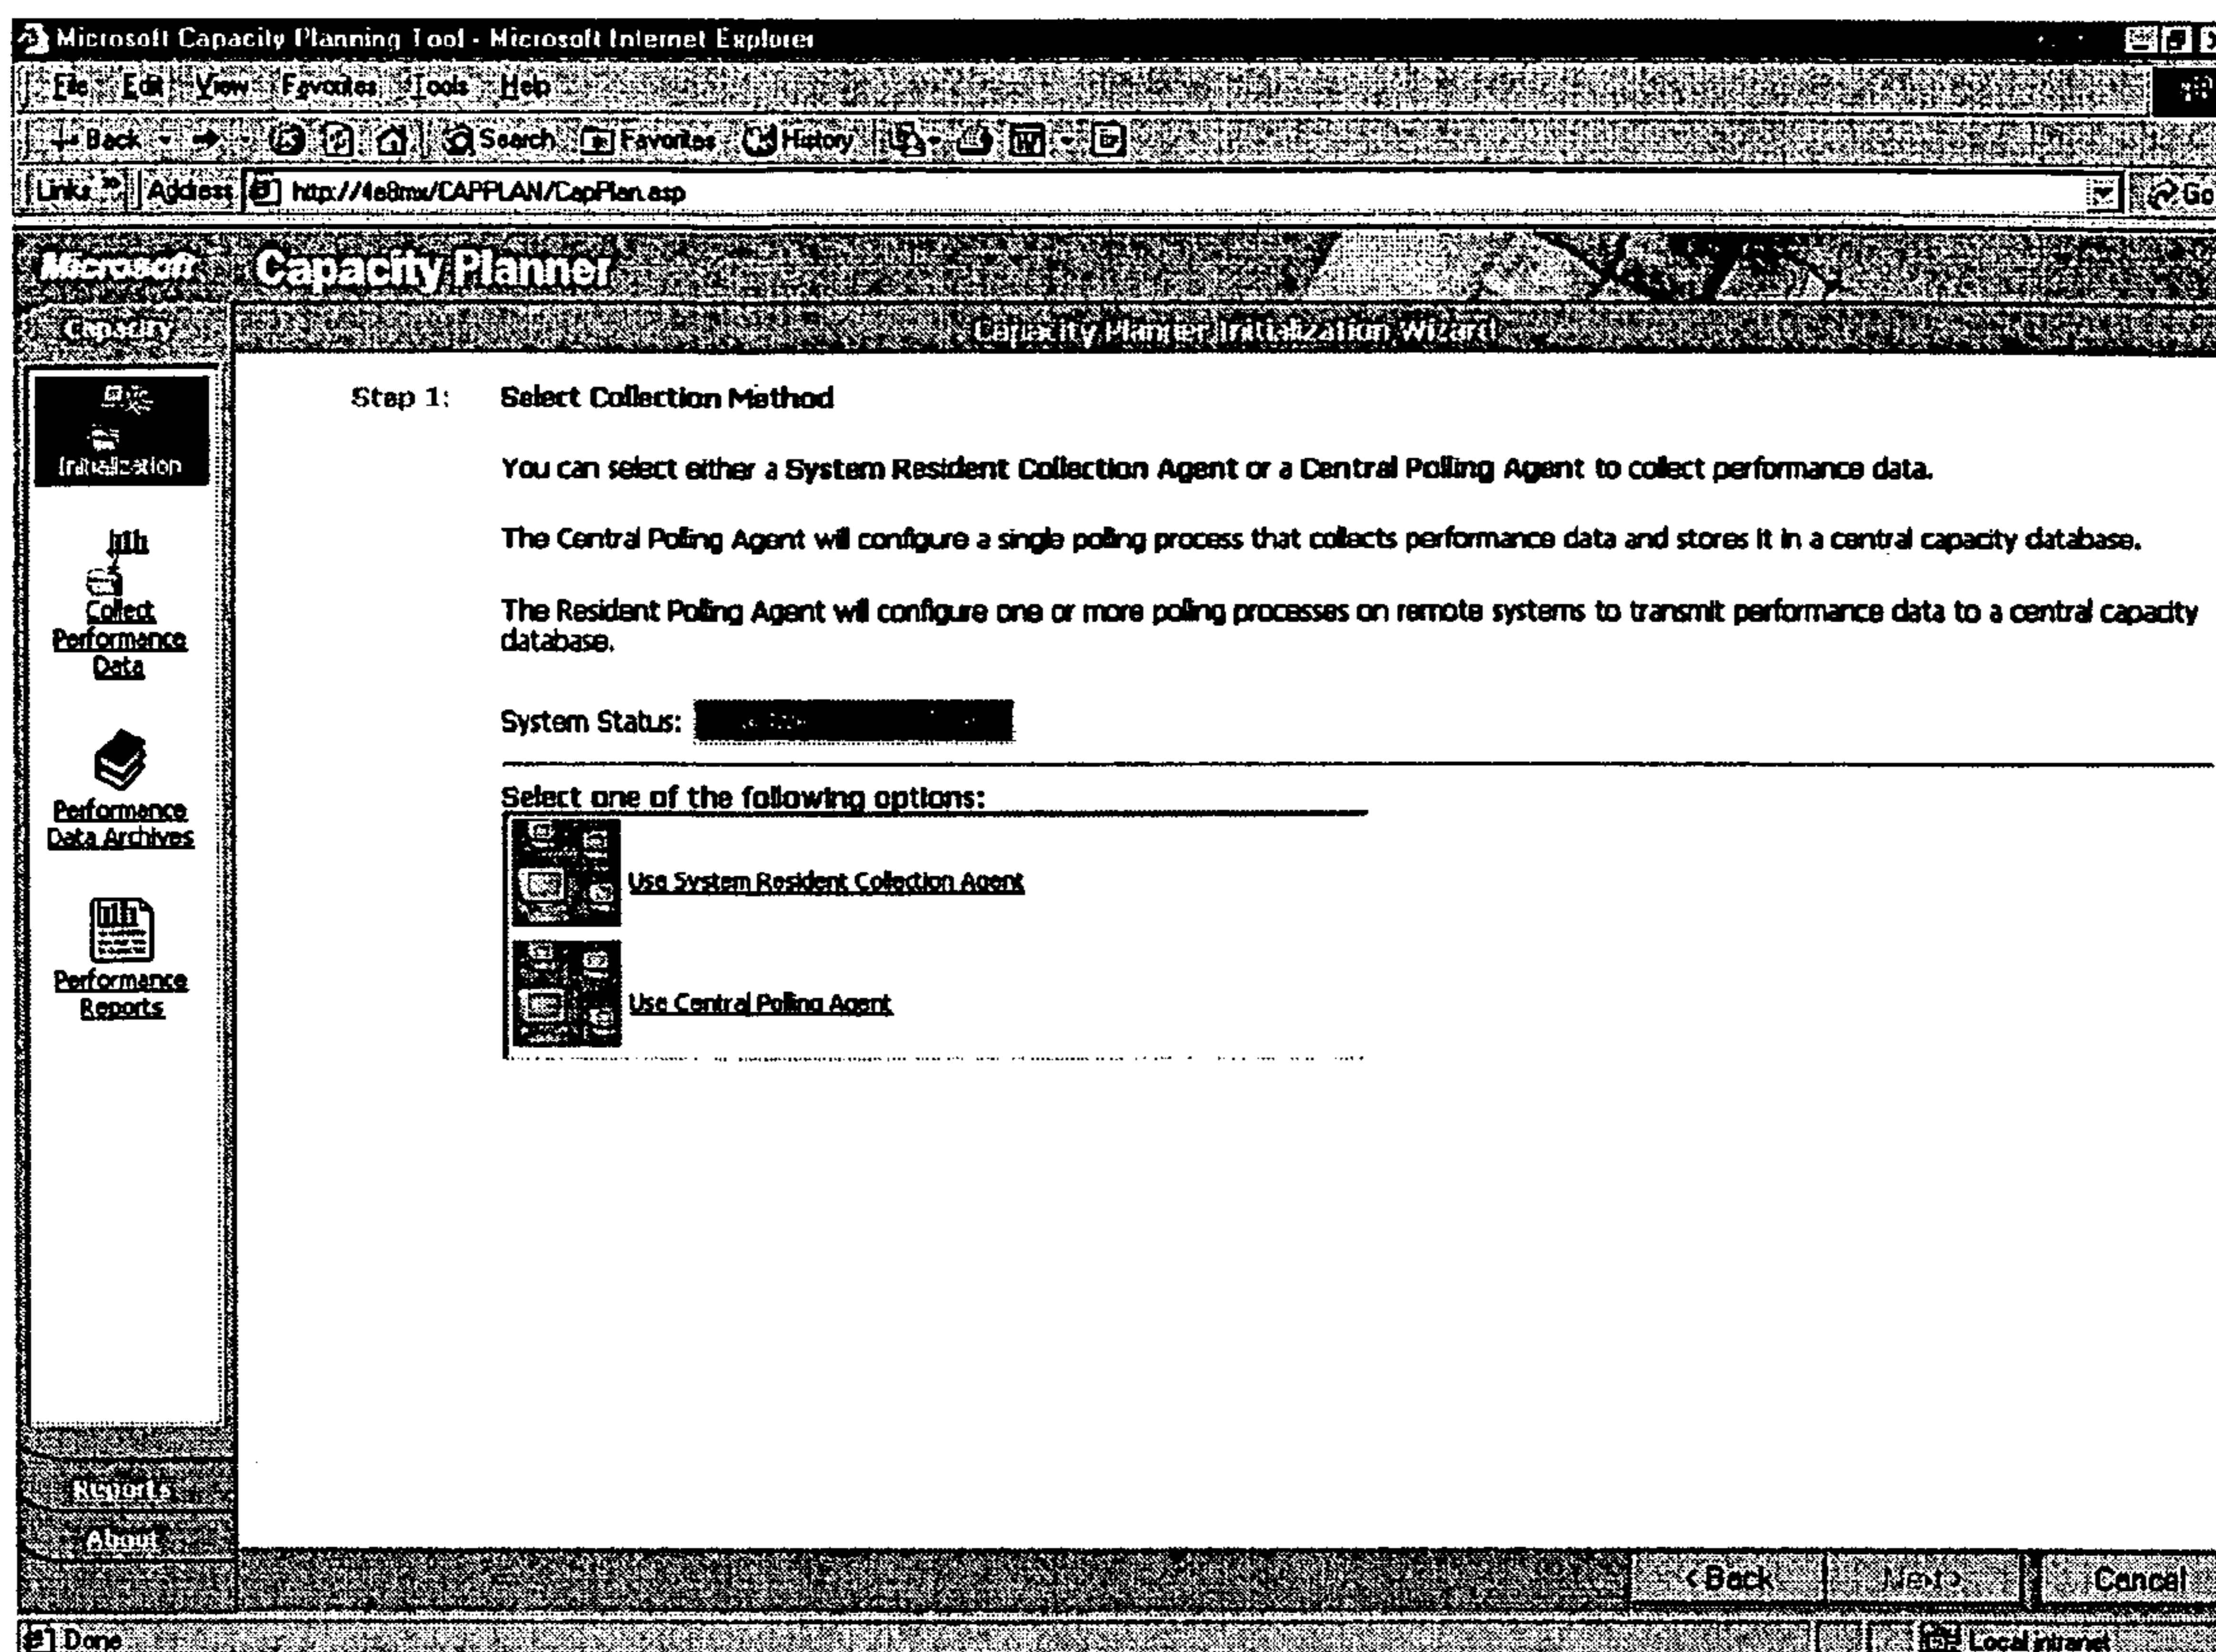 Microsoft Capacity Planning Tool - Microsoft Internet Explorer
File Edit View Favorites Tools Help
Back Search Favorites History
Links » Address http://4e8mx/CAPPLAN/CapPlan.asp Go
Microsoft Capacity Planner
Capacity
Capacity Planner Initialization Wizard
Initialization
Collect
Performance
Data
Performance
Data Archives
Performance
Reports
Reports
About
Step 1: Select Collection Method
You can select either a System Resident Collection Agent or a Central Polling Agent to collect performance data.
The Central Polling Agent will configure a single polling process that collects performance data and stores it in a central capacity database.
The Resident Polling Agent will configure one or more polling processes on remote systems to transmit performance data to a central capacity
database.
System Status:
Select one of the following options:
Use System Resident Collection Agent
Use Central Polling Agent
< Back Next > Cancel
Done Local intranet